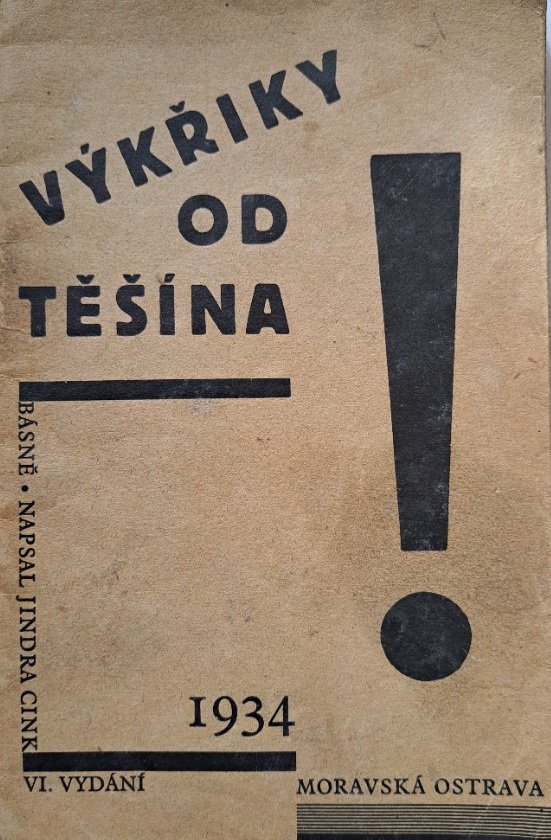 VÝKŘIKY
OD
TĚŠÍNA
!
BÁSNĚ • NAPSAL JINDRA CINK
1934
VI. VYDÁNÍ
MORAVSKÁ OSTRAVA